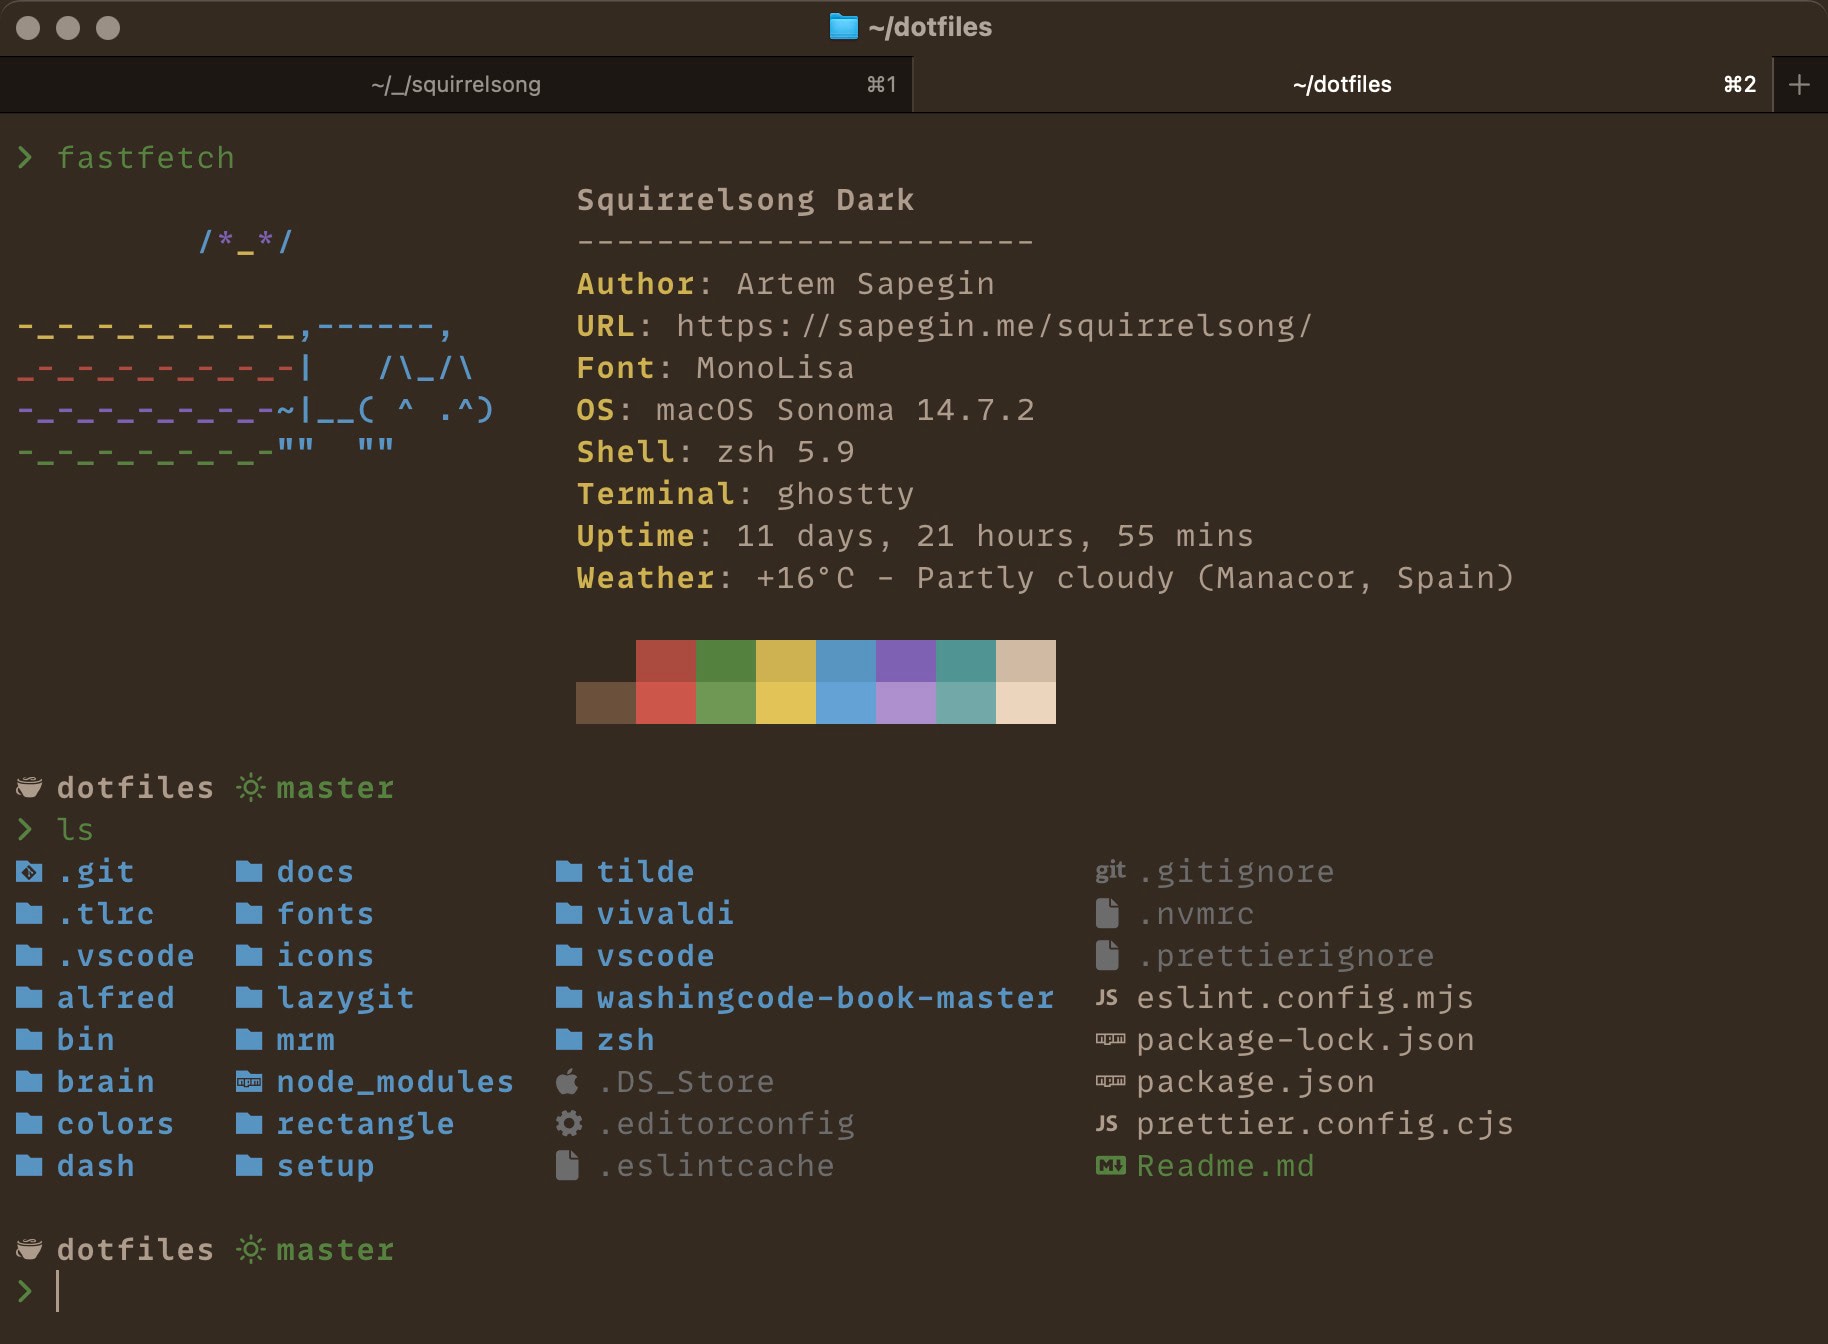 ~/dotfiles
~/_/squirrelsong ⌘1 ~/dotfiles ⌘2 +
❯ fastfetch
Squirrelsong Dark
/*_*/ -----------------------
Author: Artem Sapegin
-_-_-_-_-_-_-_,------, URL: https://sapegin.me/squirrelsong/
_-_-_-_-_-_-_-| /\_/\ Font: MonoLisa
-_-_-_-_-_-_-~|__( ^ .^) OS: macOS Sonoma 14.7.2
-_-_-_-_-_-_-"" "" Shell: zsh 5.9
Terminal: ghostty
Uptime: 11 days, 21 hours, 55 mins
Weather: +16°C - Partly cloudy (Manacor, Spain)
dotfiles master
❯ ls
.git docs tilde git .gitignore
.tlrc fonts vivaldi .nvmrc
.vscode icons vscode .prettierignore
alfred lazygit washingcode-book-master JS eslint.config.mjs
bin mrm zsh npm package-lock.json
brain npm node_modules .DS_Store npm package.json
colors rectangle .editorconfig JS prettier.config.cjs
dash setup .eslintcache M↓ Readme.md
dotfiles master
❯